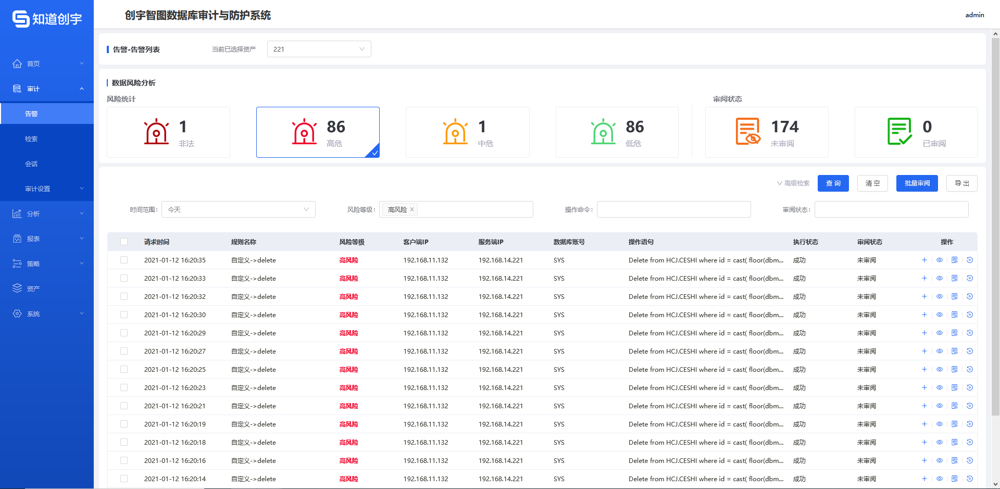 知道创宇
创宇智图数据库审计与防护系统
admin
首页
审计
告警
检索
会话
审计设置
分析
报表
策略
资产
系统
告警-告警列表
当前已选择资产
221
数据风险分析
风险统计
1
非法
86
高危
1
中危
86
低危
审阅状态
174
未审阅
0
已审阅
高级检索
查 询
清 空
批量审阅
导 出
时间范围:
今天
风险等级:
高风险
操作命令:
审阅状态:
请求时间 规则名称 风险等级 客户端IP 服务端IP 数据库账号 操作语句 执行状态 审阅状态 操作
2021-01-12 16:20:35 自定义->delete 高风险 192.168.11.132 192.168.14.221 SYS Delete from HCJ.CESHI where id = cast( floor(dbm... 成功 未审阅
2021-01-12 16:20:33 自定义->delete 高风险 192.168.11.132 192.168.14.221 SYS Delete from HCJ.CESHI where id = cast( floor(dbm... 成功 未审阅
2021-01-12 16:20:32 自定义->delete 高风险 192.168.11.132 192.168.14.221 SYS Delete from HCJ.CESHI where id = cast( floor(dbm... 成功 未审阅
2021-01-12 16:20:30 自定义->delete 高风险 192.168.11.132 192.168.14.221 SYS Delete from HCJ.CESHI where id = cast( floor(dbm... 成功 未审阅
2021-01-12 16:20:29 自定义->delete 高风险 192.168.11.132 192.168.14.221 SYS Delete from HCJ.CESHI where id = cast( floor(dbm... 成功 未审阅
2021-01-12 16:20:27 自定义->delete 高风险 192.168.11.132 192.168.14.221 SYS Delete from HCJ.CESHI where id = cast( floor(dbm... 成功 未审阅
2021-01-12 16:20:25 自定义->delete 高风险 192.168.11.132 192.168.14.221 SYS Delete from HCJ.CESHI where id = cast( floor(dbm... 成功 未审阅
2021-01-12 16:20:23 自定义->delete 高风险 192.168.11.132 192.168.14.221 SYS Delete from HCJ.CESHI where id = cast( floor(dbm... 成功 未审阅
2021-01-12 16:20:21 自定义->delete 高风险 192.168.11.132 192.168.14.221 SYS Delete from HCJ.CESHI where id = cast( floor(dbm... 成功 未审阅
2021-01-12 16:20:19 自定义->delete 高风险 192.168.11.132 192.168.14.221 SYS Delete from HCJ.CESHI where id = cast( floor(dbm... 成功 未审阅
2021-01-12 16:20:18 自定义->delete 高风险 192.168.11.132 192.168.14.221 SYS Delete from HCJ.CESHI where id = cast( floor(dbm... 成功 未审阅
2021-01-12 16:20:16 自定义->delete 高风险 192.168.11.132 192.168.14.221 SYS Delete from HCJ.CESHI where id = cast( floor(dbm... 成功 未审阅
2021-01-12 16:20:14 自定义->delete 高风险 192.168.11.132 192.168.14.221 SYS Delete from HCJ.CESHI where id = cast( floor(dbm... 成功 未审阅